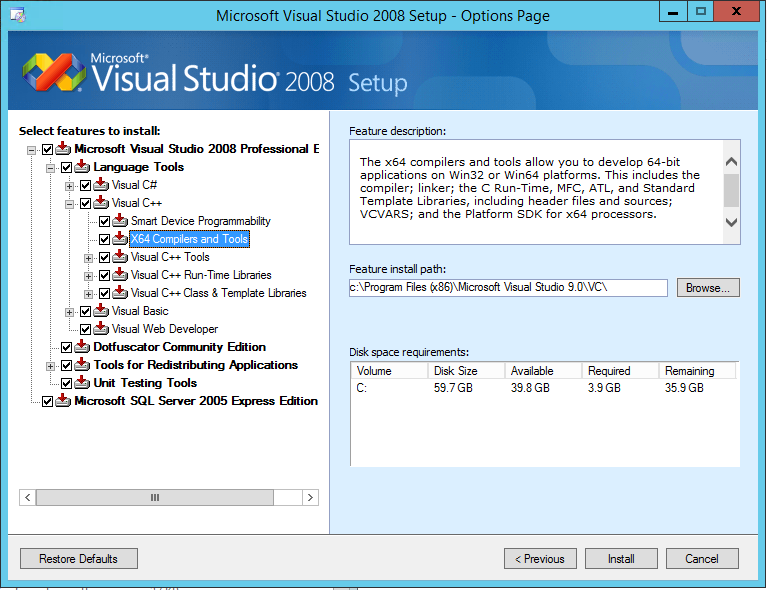 Microsoft Visual Studio 2008 Setup - Options Page
Microsoft®
Visual Studio® 2008 Setup
Select features to install:
Microsoft Visual Studio 2008 Professional E
Language Tools
Visual C#
Visual C++
Smart Device Programmability
X64 Compilers and Tools
Visual C++ Tools
Visual C++ Run-Time Libraries
Visual C++ Class & Template Libraries
Visual Basic
Visual Web Developer
Dotfuscator Community Edition
Tools for Redistributing Applications
Unit Testing Tools
Microsoft SQL Server 2005 Express Edition
Feature description:
The x64 compilers and tools allow you to develop 64-bit
applications on Win32 or Win64 platforms. This includes the
compiler; linker; the C Run-Time, MFC, ATL, and Standard
Template Libraries, including header files and sources;
VCVARS; and the Platform SDK for x64 processors.
Feature install path:
c:\Program Files (x86)\Microsoft Visual Studio 9.0\VC\
Browse...
Disk space requirements:
Volume Disk Size Available Required Remaining
C: 59.7 GB 39.8 GB 3.9 GB 35.9 GB
Restore Defaults
< Previous
Install
Cancel